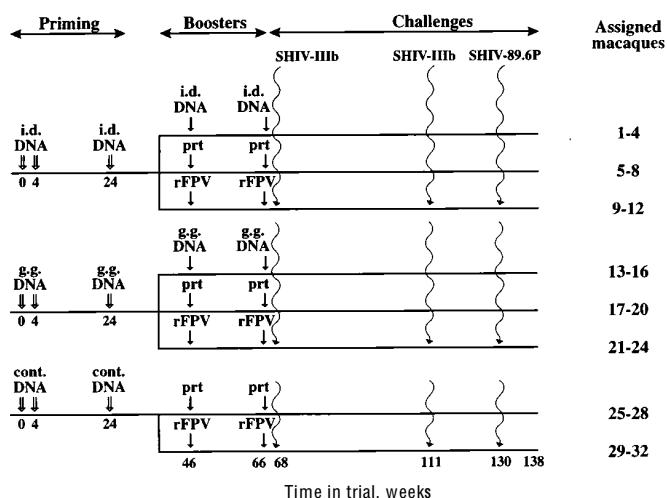 Priming Boosters Challenges Assigned macaques
SHIV-IIIb SHIV-IIIb SHIV-89.6P
i.d. DNA i.d. DNA
1-4
i.d. DNA i.d. DNA prt prt
5-8
0 4 24 rFPV rFPV
9-12
g.g. DNA g.g. DNA
13-16
g.g. DNA g.g. DNA prt prt
17-20
0 4 24 rFPV rFPV
21-24
cont. DNA cont. DNA prt prt
25-28
0 4 24 rFPV rFPV
29-32
46 66 68 111 130 138
Time in trial, weeks